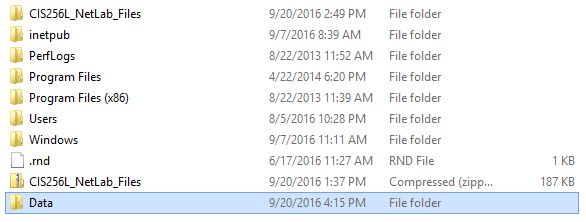 CIS256L_NetLab_Files 9/20/2016 2:49 PM File folder
inetpub 9/7/2016 8:39 AM File folder
PerfLogs 8/22/2013 11:52 AM File folder
Program Files 4/22/2014 6:20 PM File folder
Program Files (x86) 8/22/2013 11:39 AM File folder
Users 8/5/2016 10:28 PM File folder
Windows 9/7/2016 11:11 AM File folder
.rnd 6/17/2016 11:27 AM RND File 1 KB
CIS256L_NetLab_Files 9/20/2016 1:37 PM Compressed (zipp... 187 KB
Data 9/20/2016 4:15 PM File folder